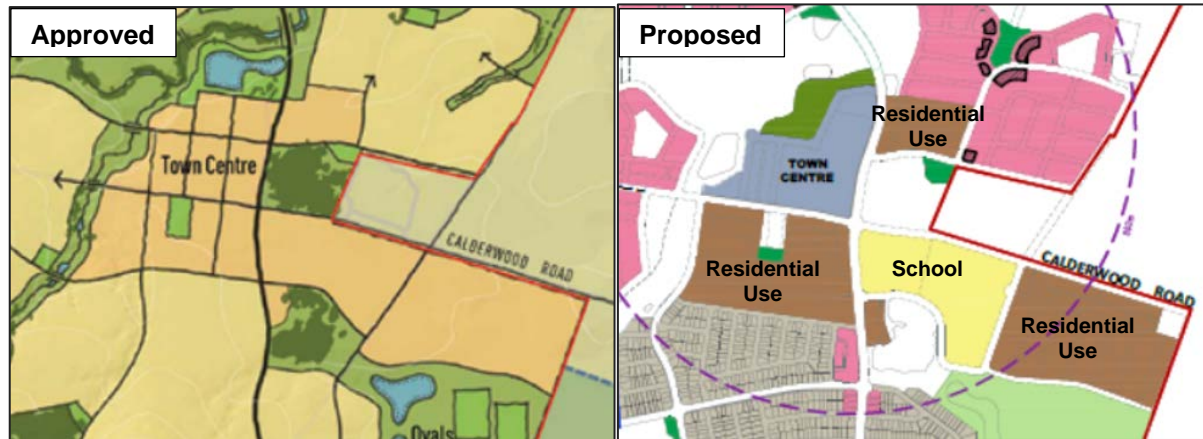 Approved
Town Centre
CALDERWOOD ROAD
Ovals
Proposed
Residential
Use
TOWN
CENTRE
CALDERWOOD ROAD
Residential
Use
School
Residential
Use